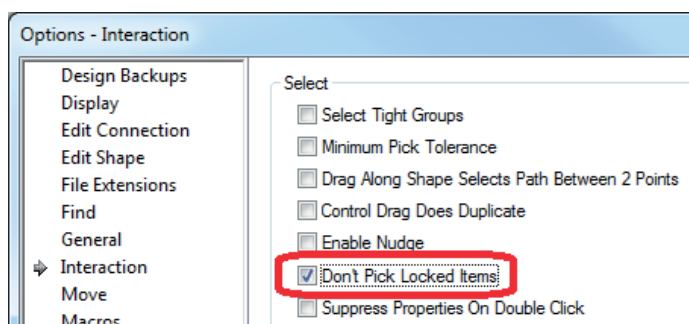 Options - Interaction
Design Backups
Display
Edit Connection
Edit Shape
File Extensions
Find
General
Interaction
Move
Macros
Select
Select Tight Groups
Minimum Pick Tolerance
Drag Along Shape Selects Path Between 2 Points
Control Drag Does Duplicate
Enable Nudge
Don't Pick Locked Items
Suppress Properties On Double Click